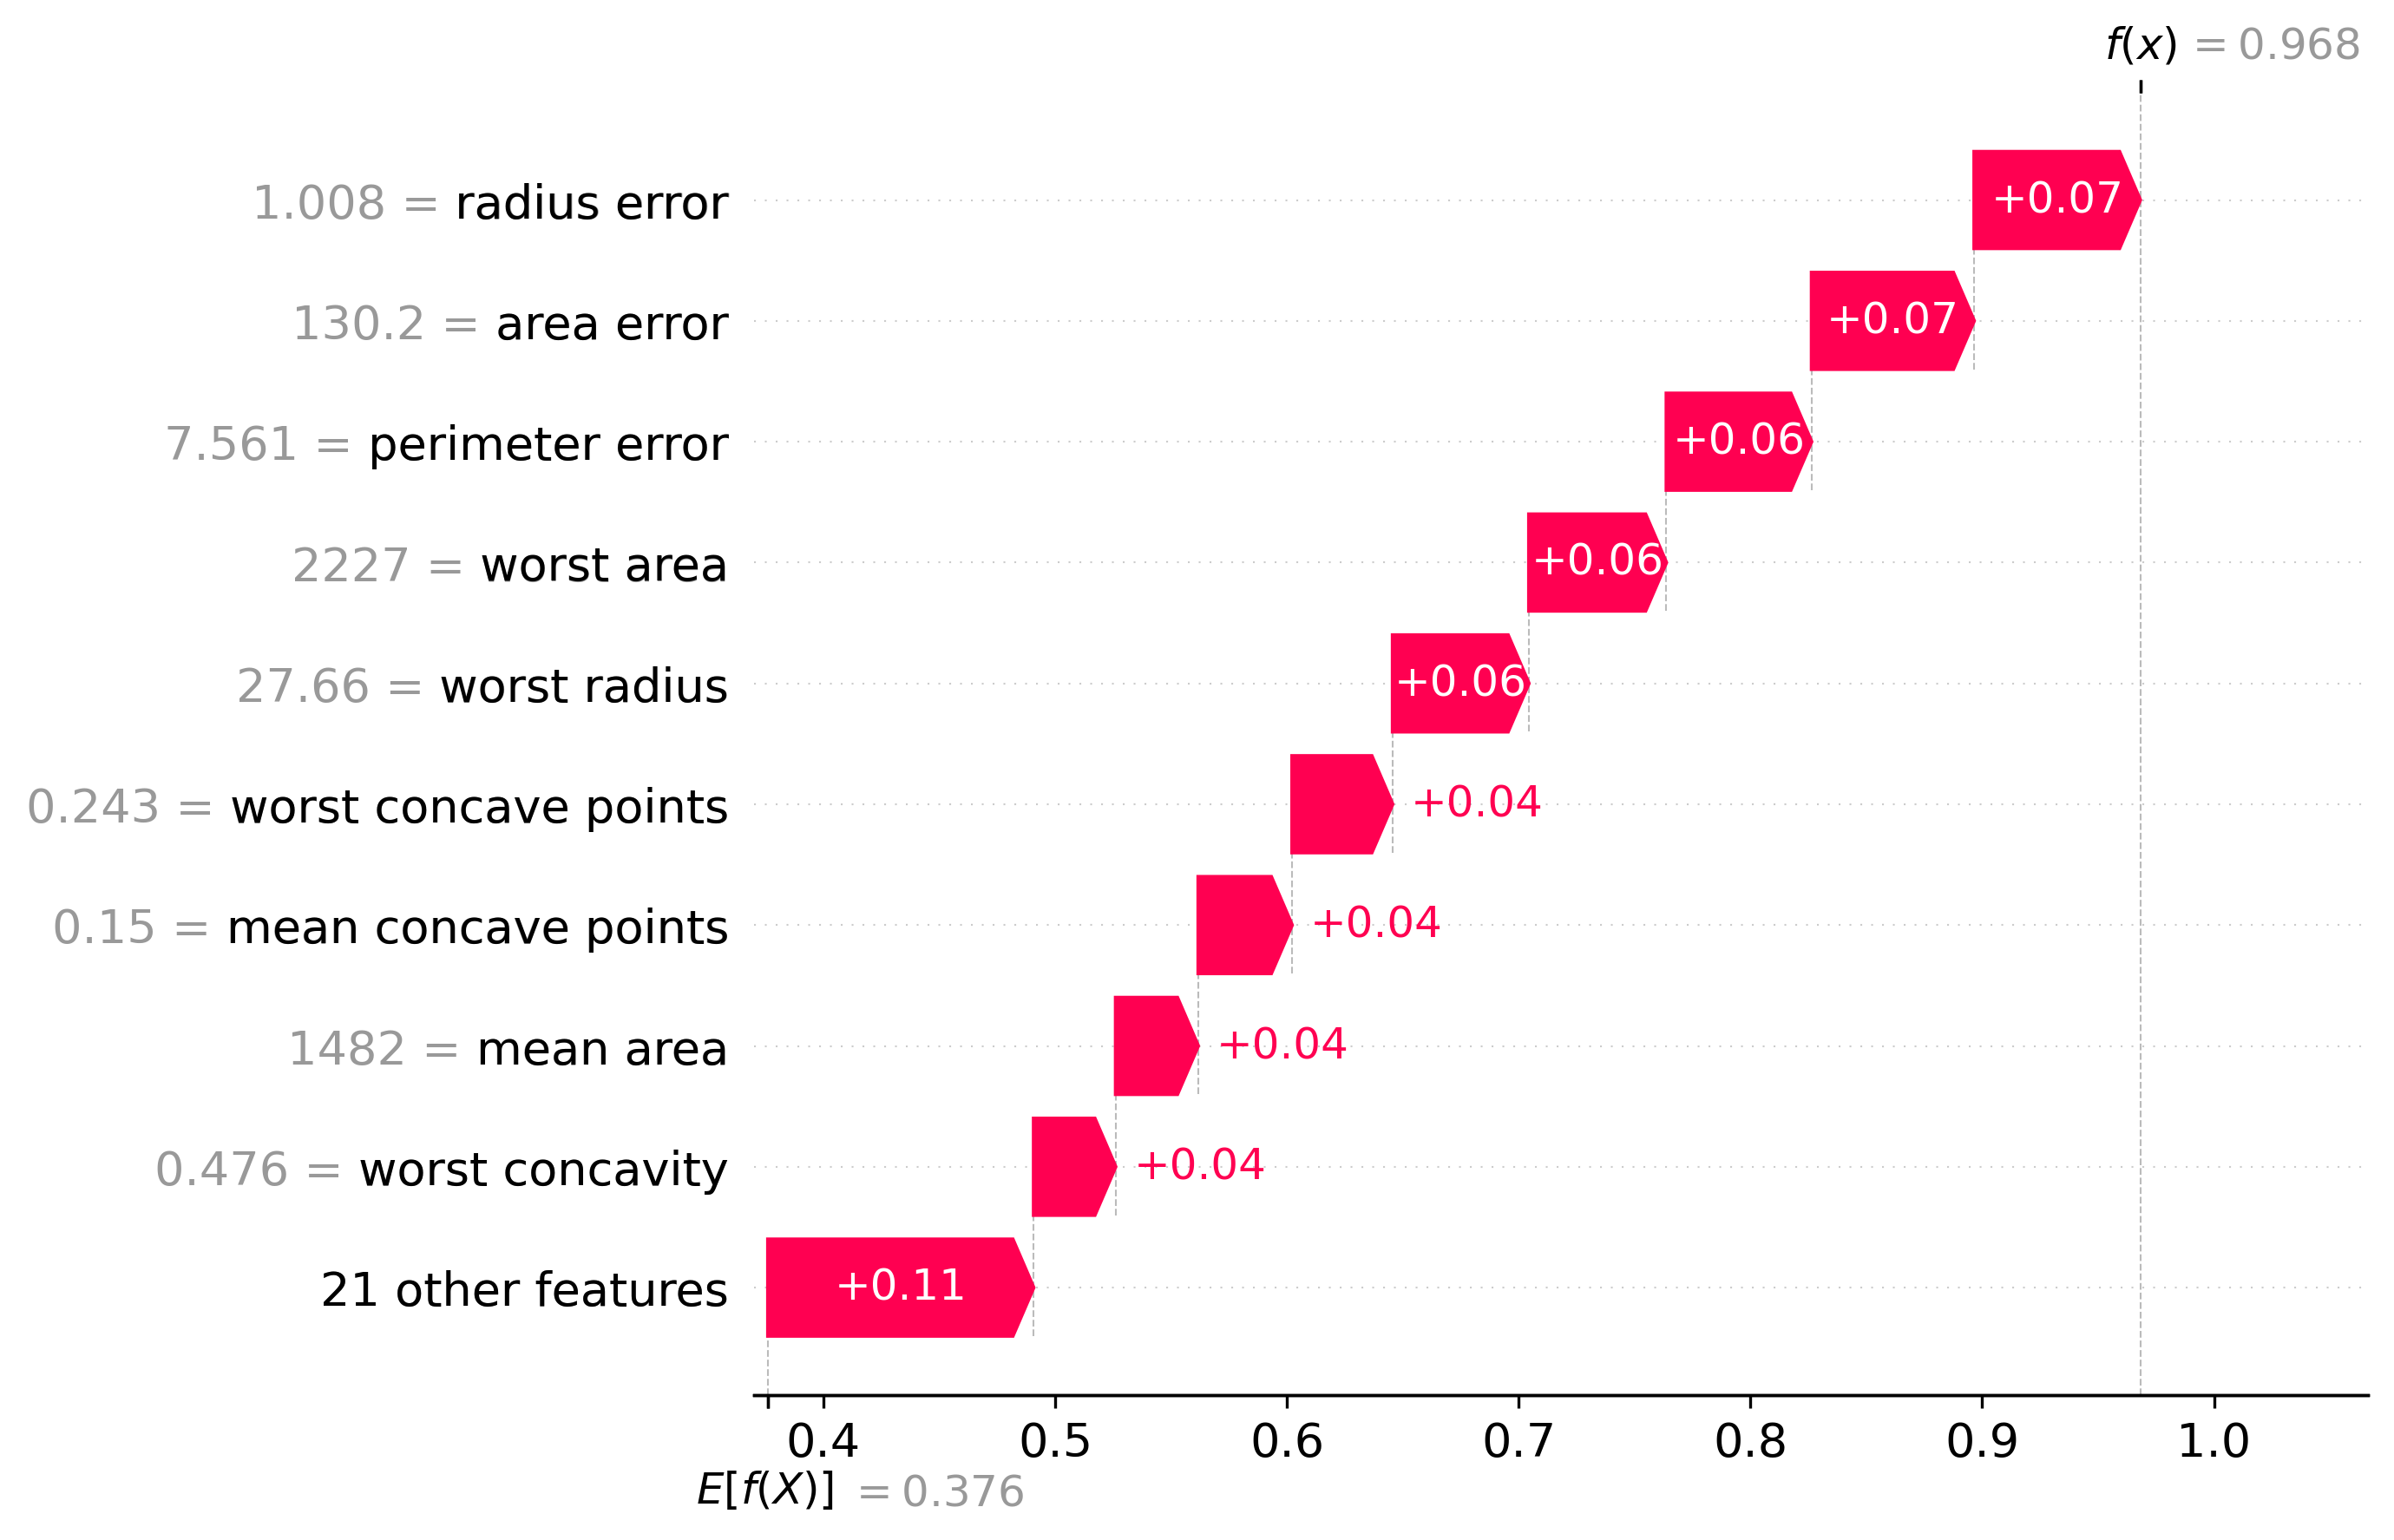 f(x) = 0.968
1.008 = radius error +0.07
130.2 = area error +0.07
7.561 = perimeter error +0.06
2227 = worst area +0.06
27.66 = worst radius +0.06
0.243 = worst concave points +0.04
0.15 = mean concave points +0.04
1482 = mean area +0.04
0.476 = worst concavity +0.04
21 other features +0.11
0.4 0.5 0.6 0.7 0.8 0.9 1.0
E[f(X)] = 0.376